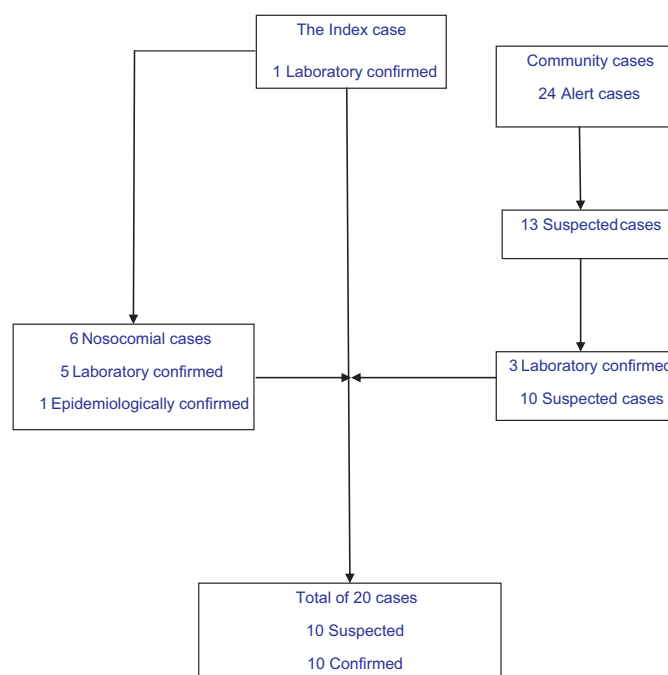 The Index case
1 Laboratory confirmed
Community cases
24 Alert cases
13 Suspected cases
6 Nosocomial cases
5 Laboratory confirmed
1 Epidemiologically confirmed
3 Laboratory confirmed
10 Suspected cases
Total of 20 cases
10 Suspected
10 Confirmed